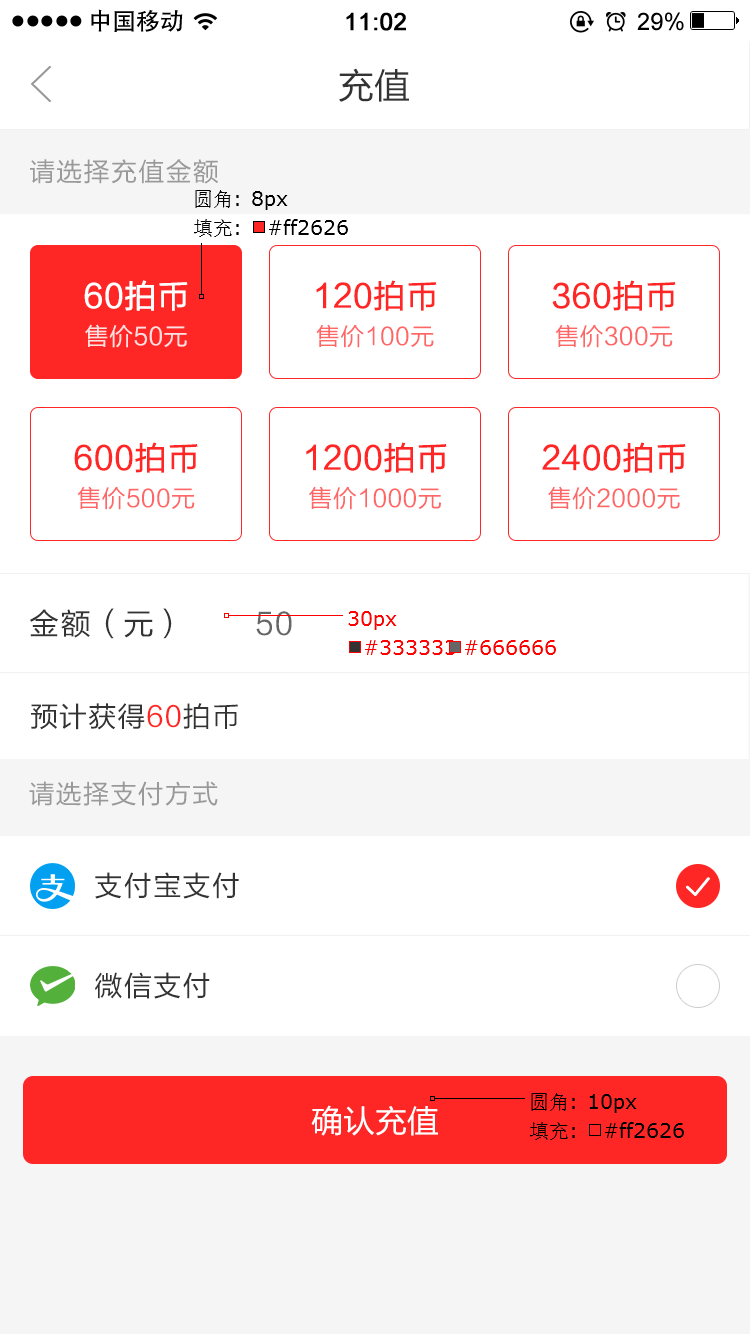 中国移动 11:02 29%
充值
请选择充值金额
圆角: 8px
填充: #ff2626
60拍币 120拍币 360拍币
售价50元 售价100元 售价300元
600拍币 1200拍币 2400拍币
售价500元 售价1000元 售价2000元
金额（元） 50 30px
#333333 #666666
预计获得60拍币
请选择支付方式
支 支付宝支付
微信支付
确认充值
圆角: 10px
填充: #ff2626